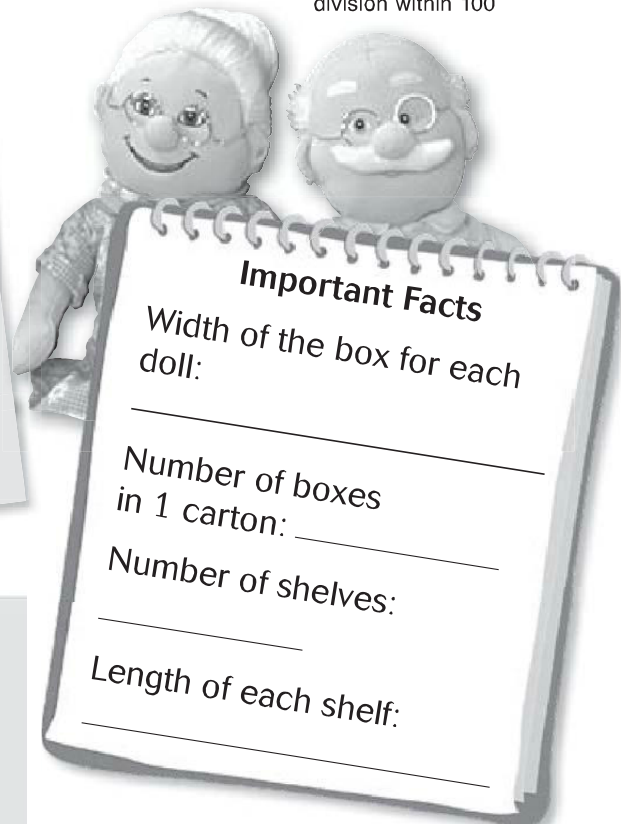 division within 100
Important Facts
Width of the box for each
doll:
Number of boxes
in 1 carton:
Number of shelves:
Length of each shelf: